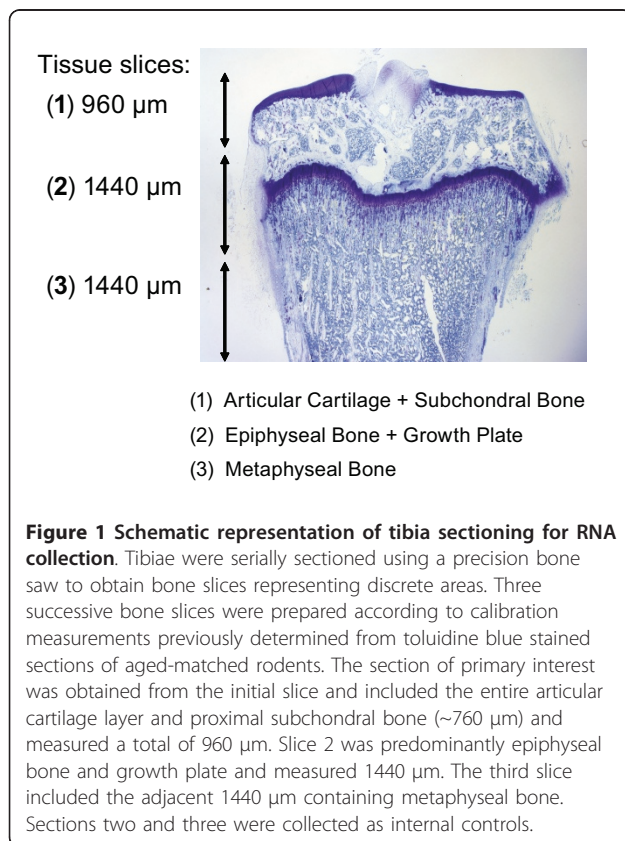 Tissue slices:
(1) 960 µm
(2) 1440 µm
(3) 1440 µm
(1) Articular Cartilage + Subchondral Bone
(2) Epiphyseal Bone + Growth Plate
(3) Metaphyseal Bone
Figure 1 Schematic representation of tibia sectioning for RNA
collection. Tibiae were serially sectioned using a precision bone
saw to obtain bone slices representing discrete areas. Three
successive bone slices were prepared according to calibration
measurements previously determined from toluidine blue stained
sections of aged-matched rodents. The section of primary interest
was obtained from the initial slice and included the entire articular
cartilage layer and proximal subchondral bone (~760 µm) and
measured a total of 960 µm. Slice 2 was predominantly epiphyseal
bone and growth plate and measured 1440 µm. The third slice
included the adjacent 1440 µm containing metaphyseal bone.
Sections two and three were collected as internal controls.